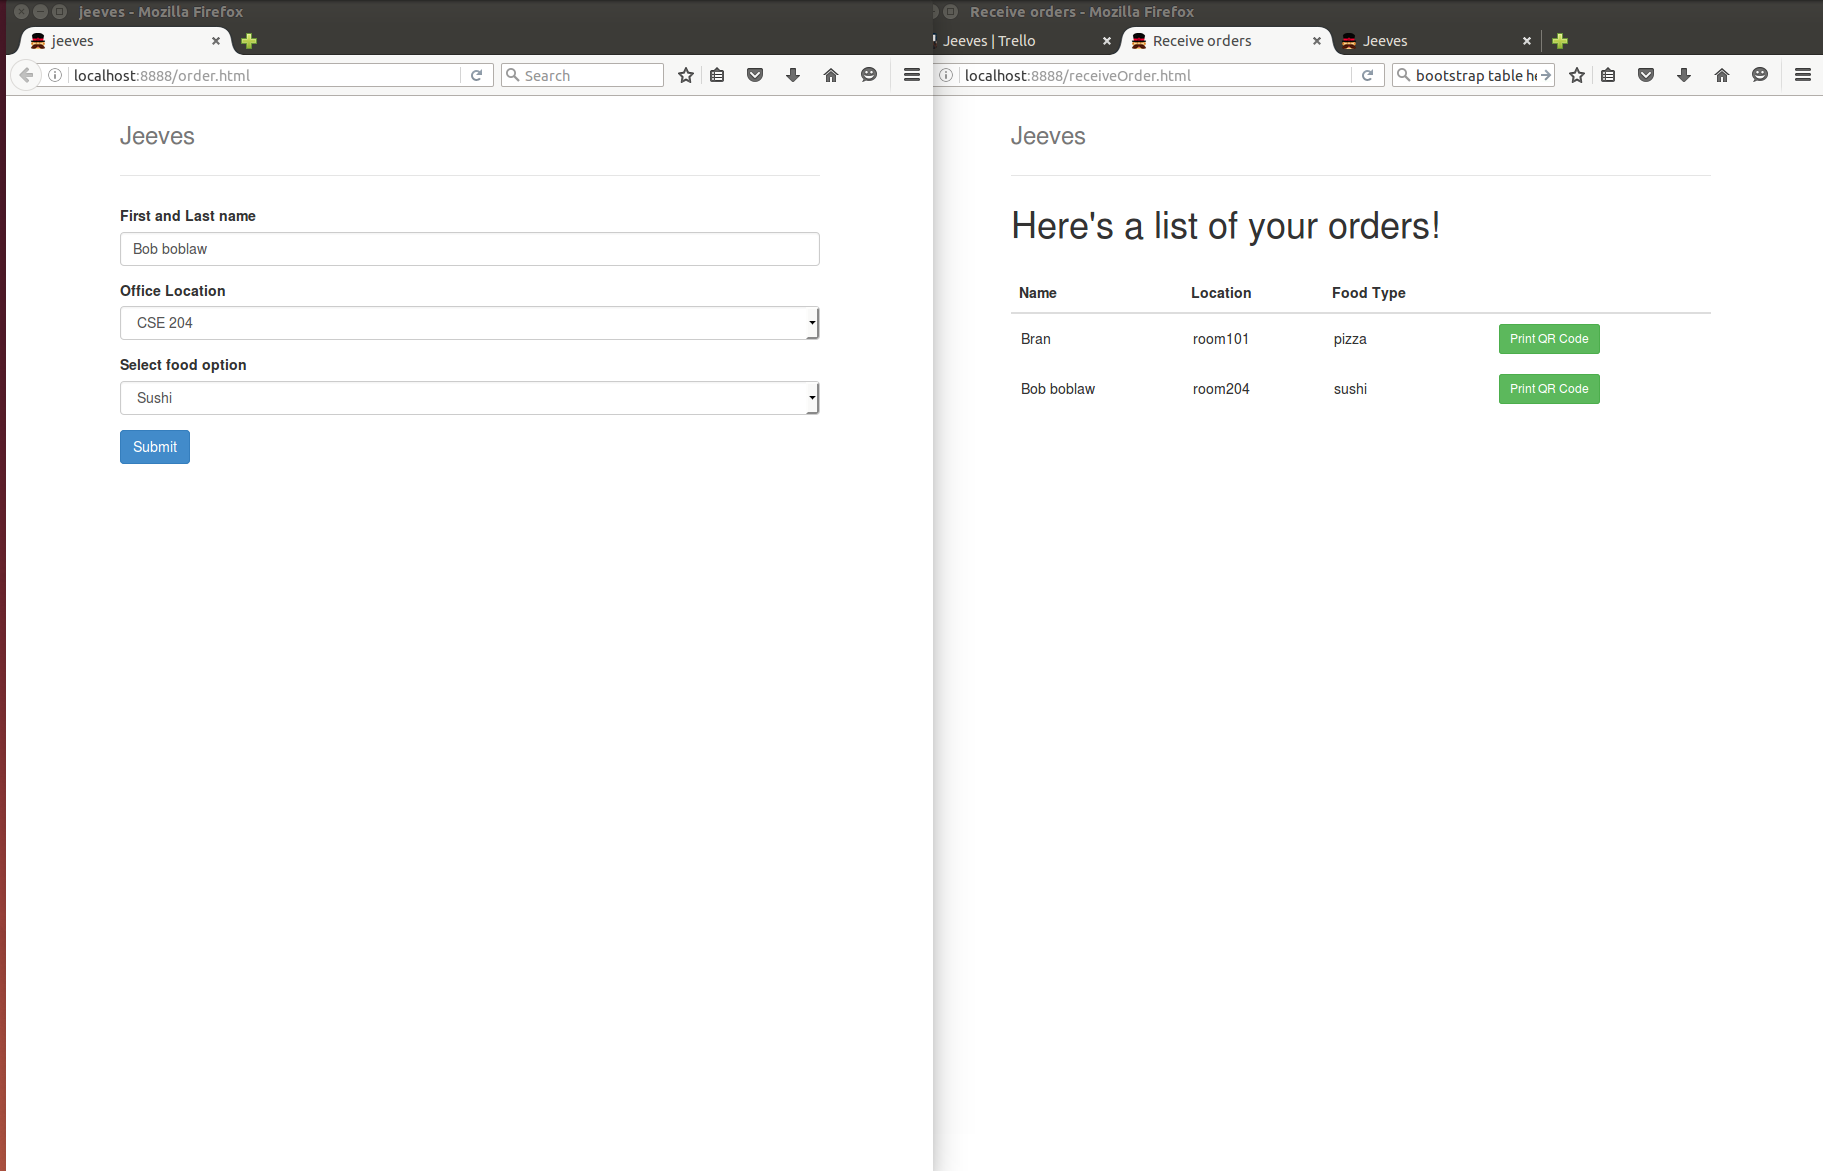 jeeves - Mozilla Firefox
jeeves
localhost:8888/order.html
Search
Jeeves
First and Last name
Bob boblaw
Office Location
CSE 204
Select food option
Sushi
Submit
Receive orders - Mozilla Firefox
Jeeves | Trello
Receive orders
Jeeves
localhost:8888/receiveOrder.html
bootstrap table he
Jeeves
Here's a list of your orders!
Name Location Food Type
Bran room101 pizza Print QR Code
Bob boblaw room204 sushi Print QR Code